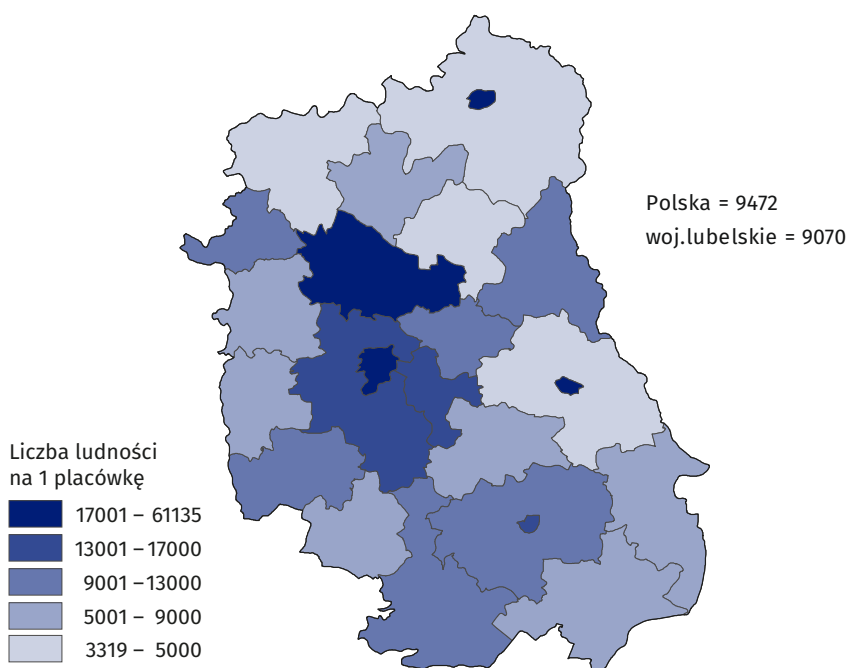 Polska = 9472
woj.lubelskie = 9070
Liczba ludności
na 1 placówkę
17001 – 61135
13001 – 17000
9001 – 13000
5001 – 9000
3319 – 5000